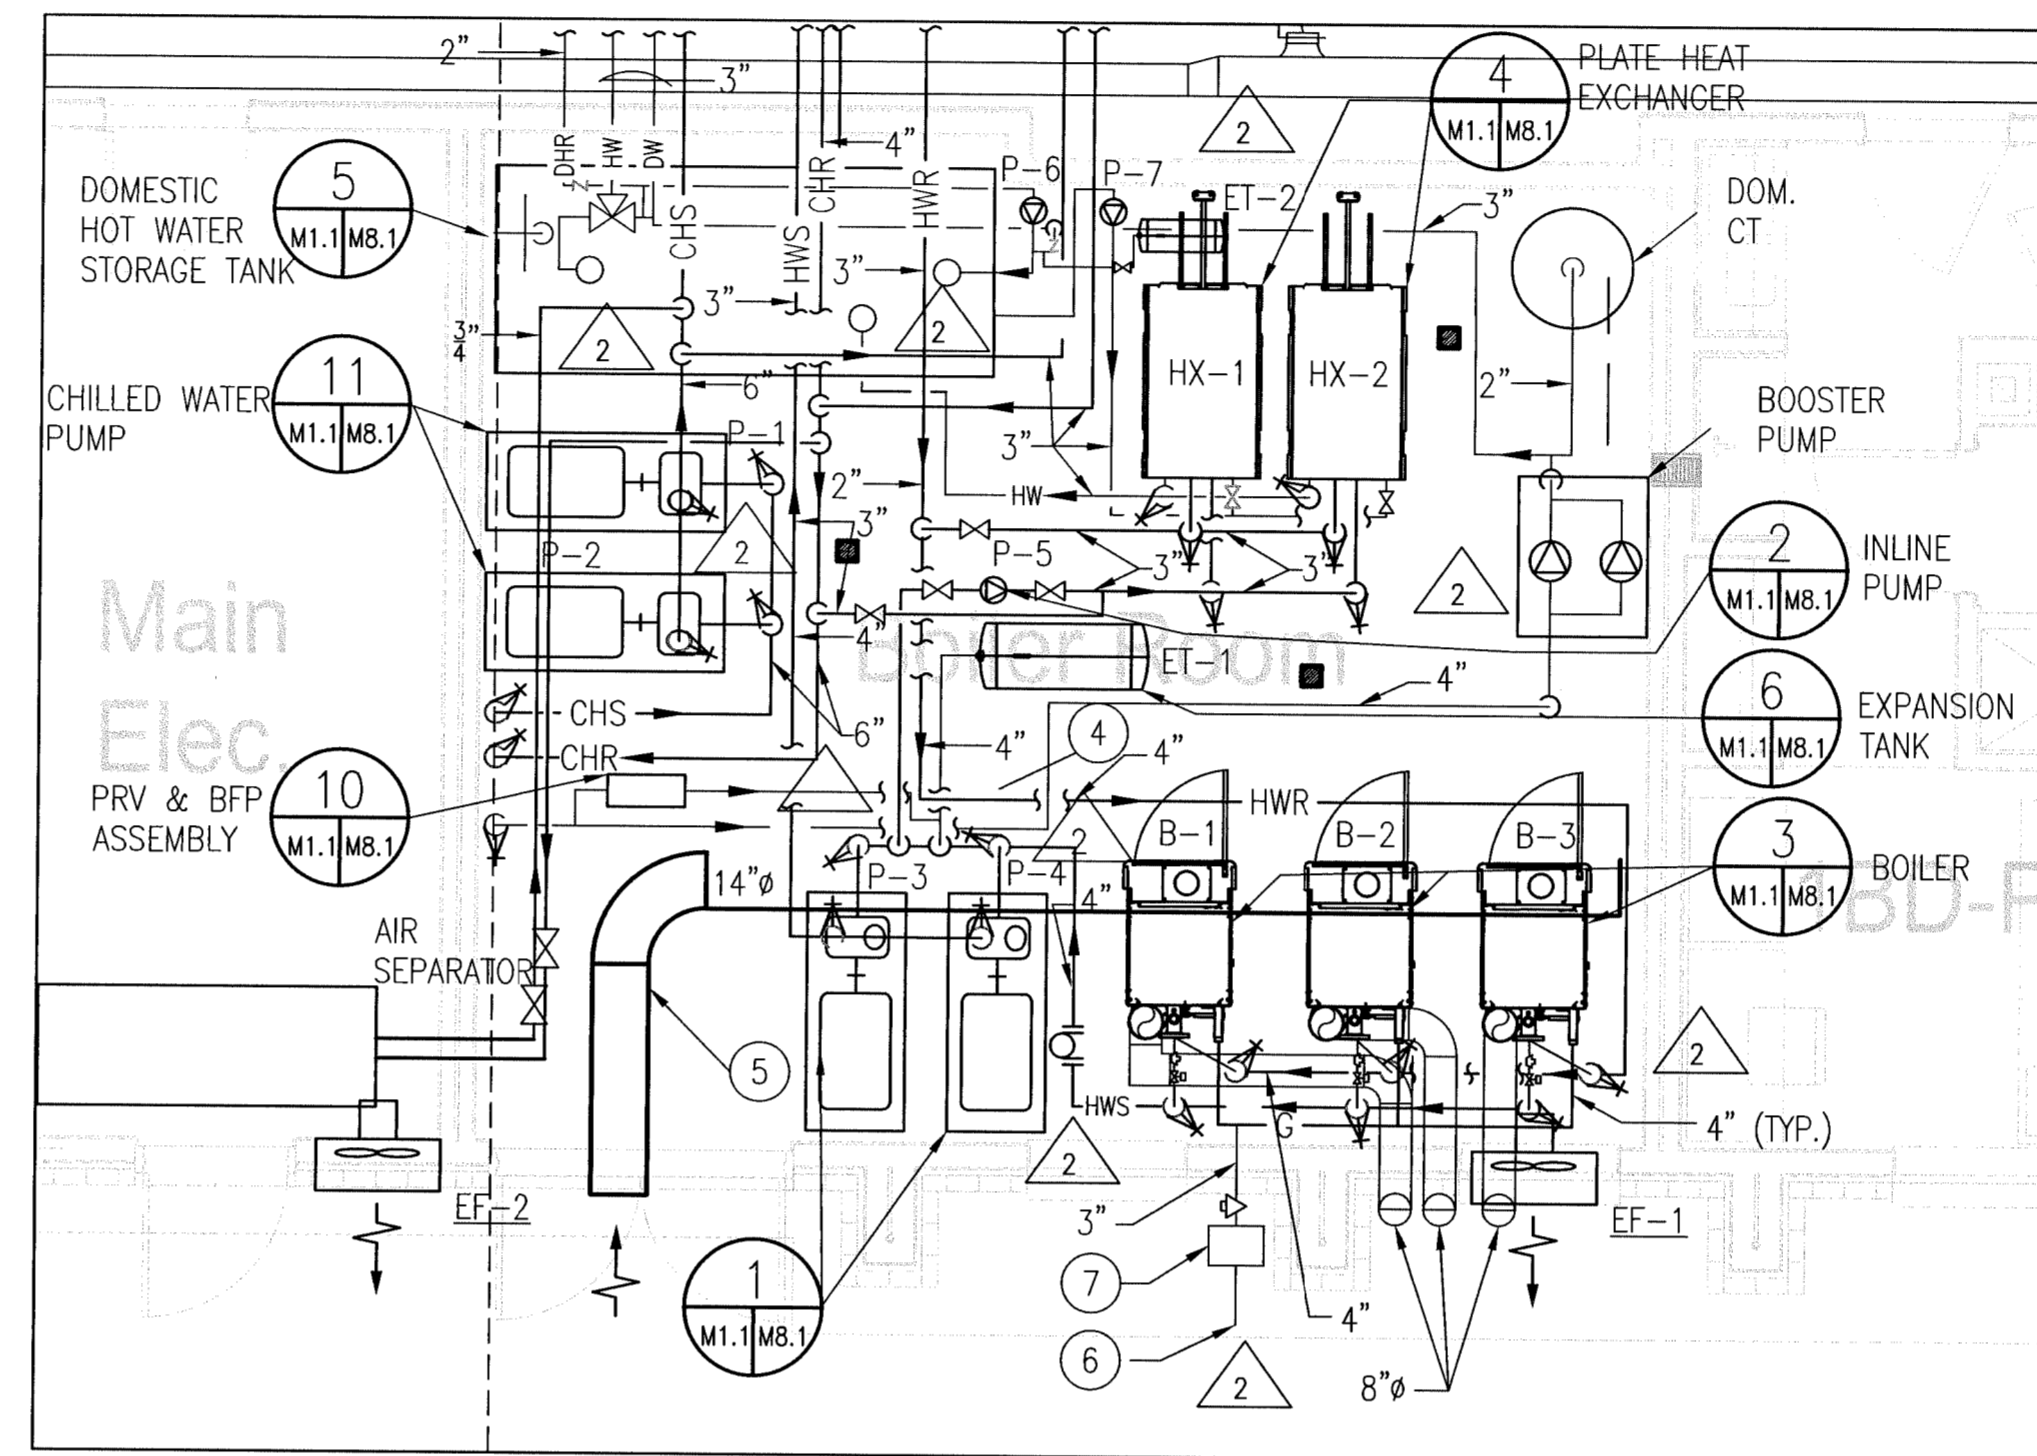 2"
3"
DHR
HW
DW
CHS
HWS
CHR
4"
HWR
P-6
P-7
ET-2
2
4
M1.1 M8.1
PLATE HEAT
EXCHANGER
5
M1.1 M8.1
DOMESTIC
HOT WATER
STORAGE TANK
3"
DOM.
CT
3"
3"
3/4"
2
2
HX-1
HX-2
2"
6"
11
M1.1 M8.1
CHILLED WATER
PUMP
BOOSTER
PUMP
P-1
3"
2"
HW
3"
2
P-2
P-5
3"
3"
2
2
M1.1 M8.1
INLINE
PUMP
Main
Elec.
4"
Boiler Room
ET-1
4"
6
M1.1 M8.1
EXPANSION
TANK
CHS
CHR
6"
4"
4
4"
10
M1.1 M8.1
PRV & BFP
ASSEMBLY
HWR
B-1
B-2
B-3
2
3
M1.1 M8.1
BOILER
1BD-F
14"ø
P-3
P-4
4"
AIR
SEPARATOR
5
HWS
G
2
4" (TYP.)
2
EF-2
3"
EF-1
7
4"
1
M1.1 M8.1
6
2
8"ø